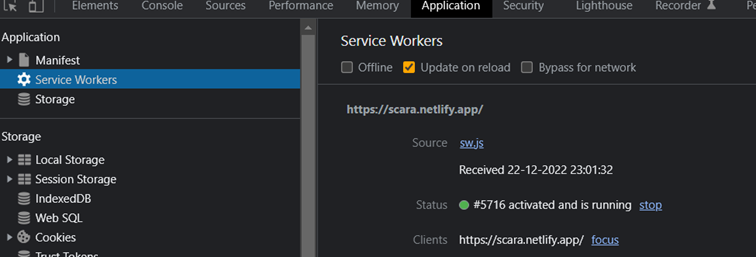 Elements Console Sources Performance Memory Application Security Lighthouse Recorder
Application
Manifest
Service Workers
Storage
Storage
Local Storage
Session Storage
IndexedDB
Web SQL
Cookies
Trust Tokens
Service Workers
Offline Update on reload Bypass for network
https://scara.netlify.app/
Source sw.js
Received 22-12-2022 23:01:32
Status #5716 activated and is running stop
Clients https://scara.netlify.app/ focus